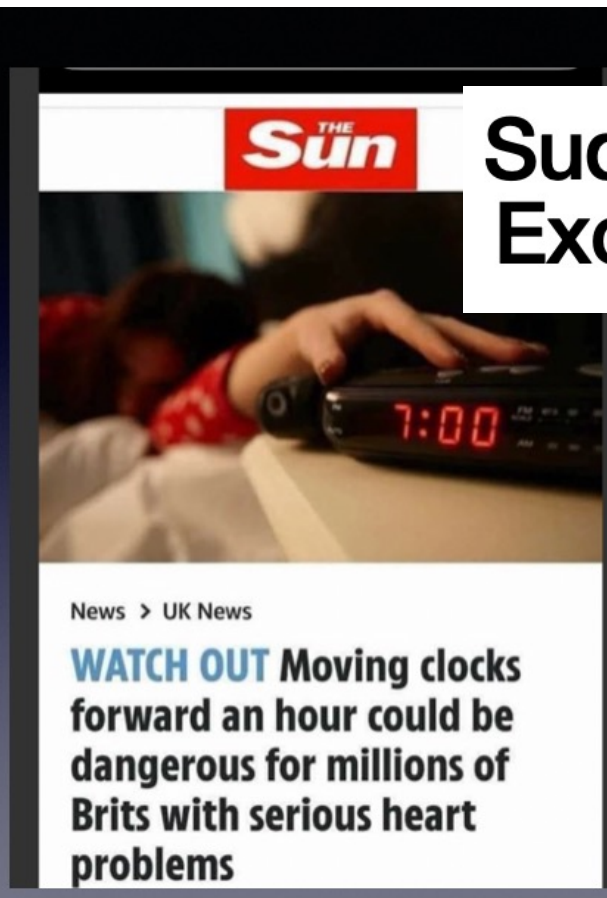 THE
Sun
7:00
News > UK News
WATCH OUT Moving clocks
forward an hour could be
dangerous for millions of
Brits with serious heart
problems